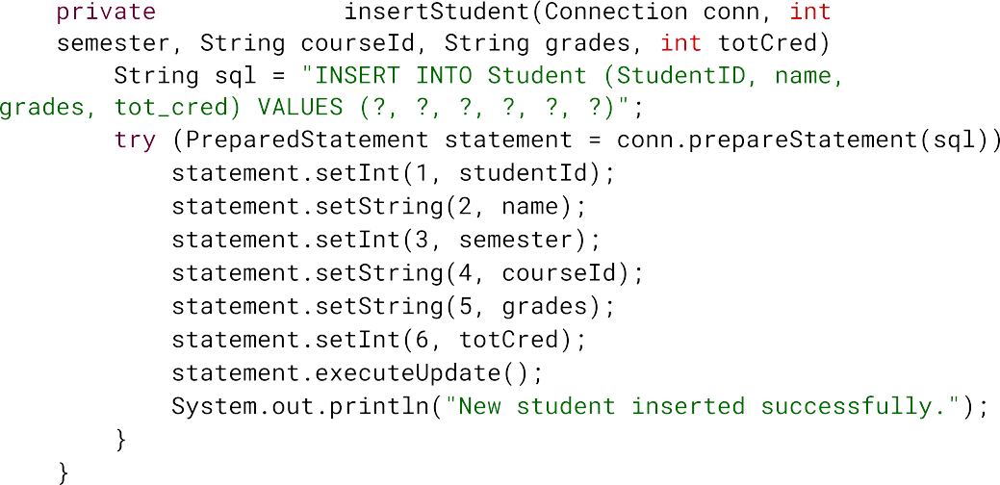 private insertStudent(Connection conn, int
semester, String courseId, String grades, int totCred)
String sql = "INSERT INTO Student (StudentID, name,
grades, tot_cred) VALUES (?, ?, ?, ?, ?, ?)";
try (PreparedStatement statement = conn.prepareStatement(sql))
statement.setInt(1, studentId);
statement.setString(2, name);
statement.setInt(3, semester);
statement.setString(4, courseId);
statement.setString(5, grades);
statement.setInt(6, totCred);
statement.executeUpdate();
System.out.println("New student inserted successfully.");
}
}